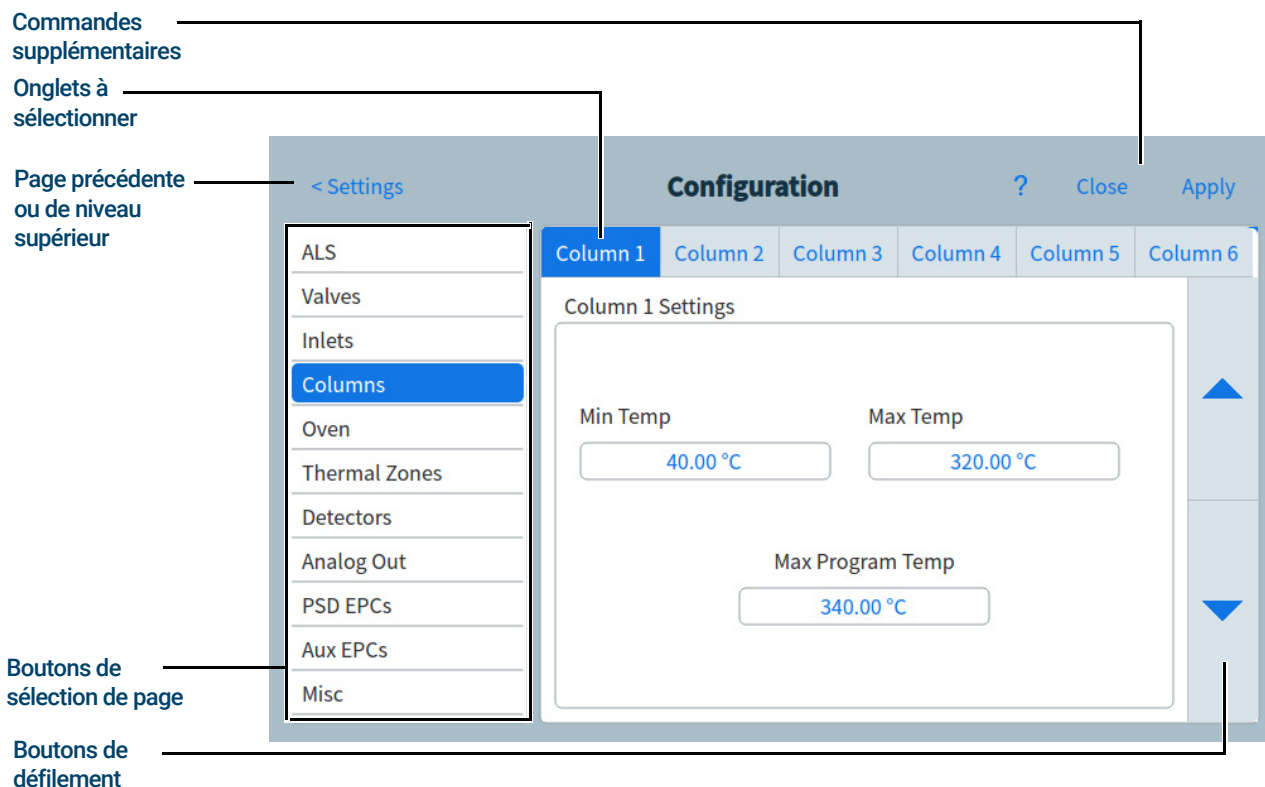 Commandes
supplémentaires
Onglets à
sélectionner
Page précédente
ou de niveau
supérieur
< Settings
Configuration
?
Close
Apply
ALS
Valves
Inlets
Columns
Oven
Thermal Zones
Detectors
Analog Out
PSD EPCs
Aux EPCs
Misc
Column 1
Column 2
Column 3
Column 4
Column 5
Column 6
Column 1 Settings
Min Temp
Max Temp
40.00 °C
320.00 °C
Max Program Temp
340.00 °C
Boutons de
sélection de page
Boutons de
défilement